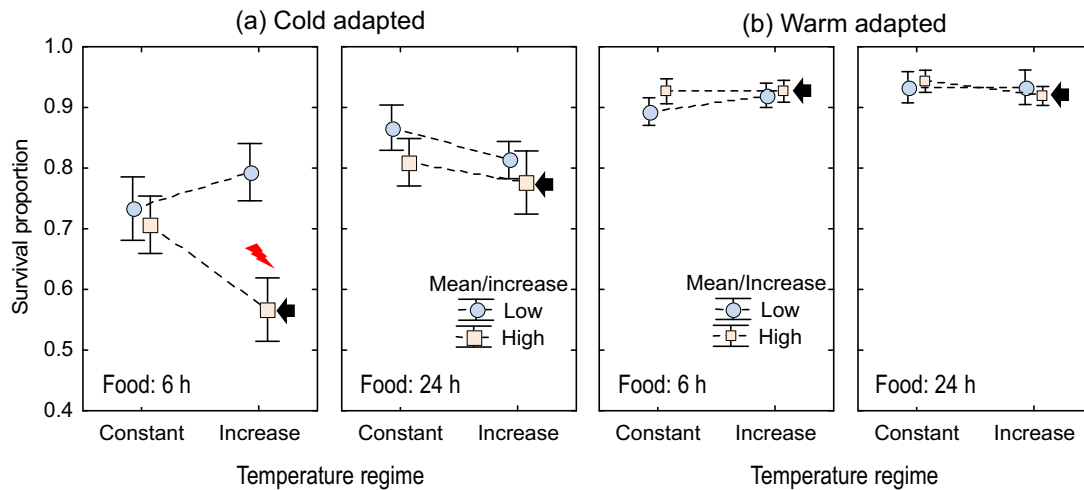 (a) Cold adapted
(b) Warm adapted
Survival proportion
1.0
0.9
0.8
0.7
0.6
0.5
0.4
Mean/increase
Low
High
Food: 6 h
Food: 24 h
Mean/Increase
Low
High
Food: 6 h
Food: 24 h
Constant Increase
Constant Increase
Constant Increase
Constant Increase
Temperature regime
Temperature regime